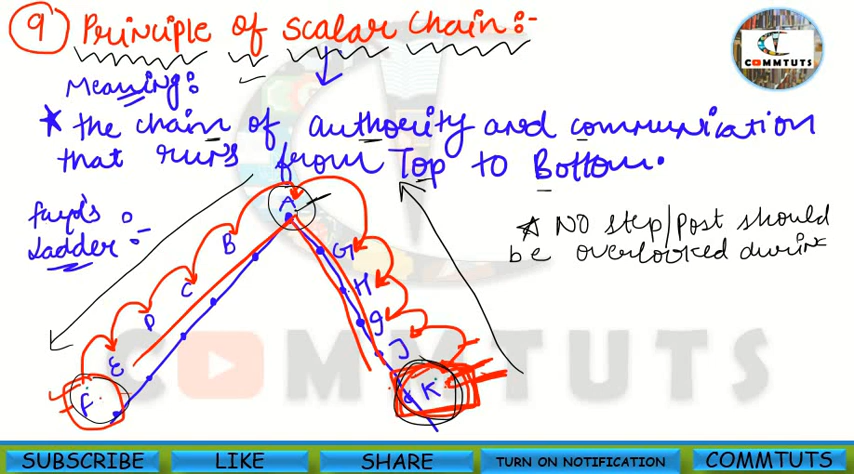 9 Principle of Scalar Chain:-
COMMTUTS
Meaning:
* the chain of authority and communication
that runs from Top to Bottom.
Fayol's
Ladder:-
A
B
C
D
E
F
G
H
g
J
K
* No step/Post should
be overlooked durin
COMMTUTS
SUBSCRIBE
LIKE
SHARE
TURN ON NOTIFICATION
COMMTUTS